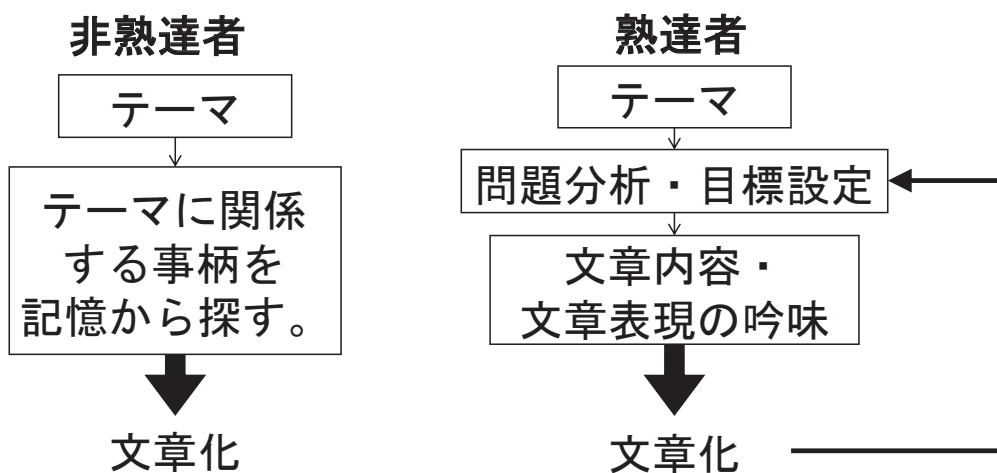 非熟達者
テーマ
テーマに関係
する事柄を
記憶から探す。
文章化
熟達者
テーマ
問題分析・目標設定
文章内容・
文章表現の吟味
文章化